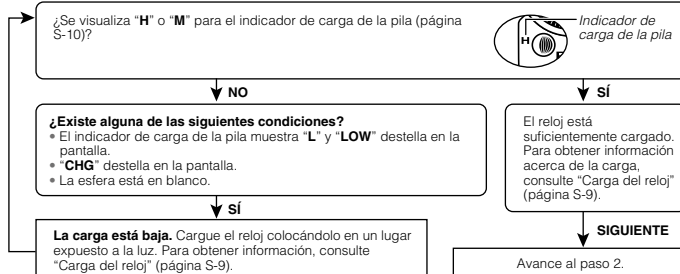 ¿Se visualiza “H” o “M” para el indicador de carga de la pila (página
S-10)?
Indicador de
carga de la pila
H
NO
SÍ
¿Existe alguna de las siguientes condiciones?
• El indicador de carga de la pila muestra “L” y “LOW” destella en la
pantalla.
• “CHG” destella en la pantalla.
• La esfera está en blanco.
El reloj está
suficientemente cargado.
Para obtener información
acerca de la carga,
consulte “Carga del reloj”
(página S-9).
SÍ
SIGUIENTE
La carga está baja. Cargue el reloj colocándolo en un lugar
expuesto a la luz. Para obtener información, consulte
“Carga del reloj” (página S-9).
Avance al paso 2.